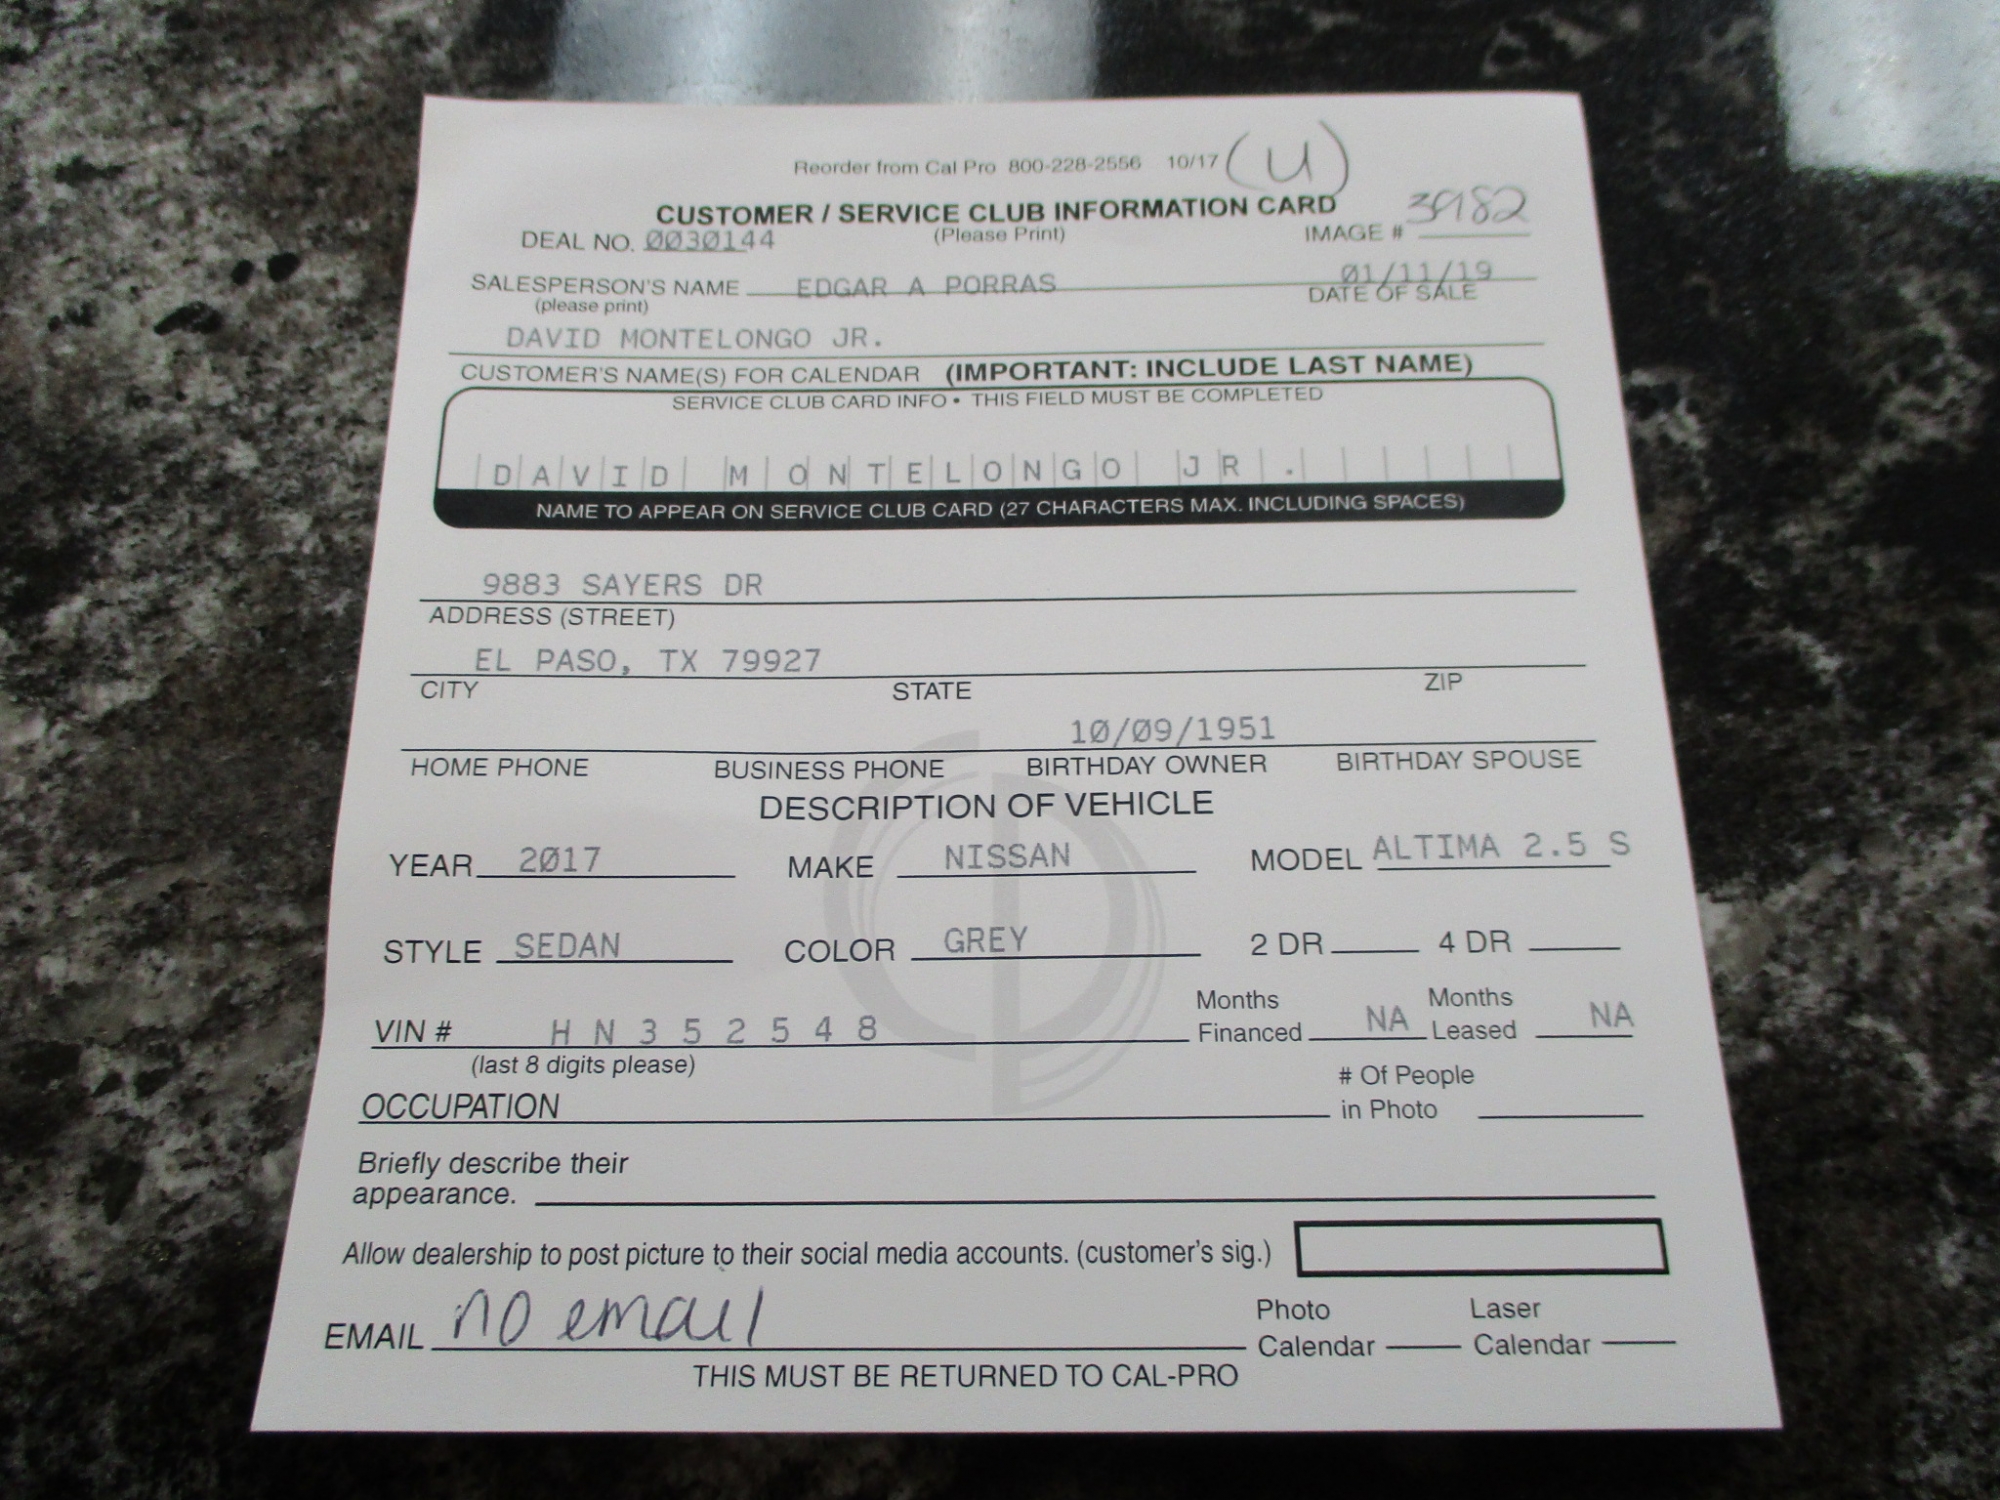 Reorder from Cal Pro 800-228-2556 10/17 (U)
CUSTOMER / SERVICE CLUB INFORMATION CARD
DEAL NO. 0030144 (Please Print) IMAGE # 3982
SALESPERSON'S NAME EDGAR A PORRAS 01/11/19
(please print) DATE OF SALE
DAVID MONTELONGO JR.
CUSTOMER'S NAME(S) FOR CALENDAR (IMPORTANT: INCLUDE LAST NAME)
SERVICE CLUB CARD INFO • THIS FIELD MUST BE COMPLETED
DAVID MONTELONGO JR.
NAME TO APPEAR ON SERVICE CLUB CARD (27 CHARACTERS MAX. INCLUDING SPACES)
9883 SAYERS DR
ADDRESS (STREET)
EL PASO, TX 79927
CITY STATE ZIP
10/09/1951
HOME PHONE BUSINESS PHONE BIRTHDAY OWNER BIRTHDAY SPOUSE
DESCRIPTION OF VEHICLE
YEAR 2017 MAKE NISSAN MODEL ALTIMA 2.5 S
STYLE SEDAN COLOR GREY 2 DR 4 DR
Months Months
VIN # HN352548 Financed NA Leased NA
(last 8 digits please)
# Of People
OCCUPATION in Photo
Briefly describe their
appearance.
Allow dealership to post picture to their social media accounts. (customer's sig.)
Photo Laser
EMAIL no email Calendar Calendar
THIS MUST BE RETURNED TO CAL-PRO